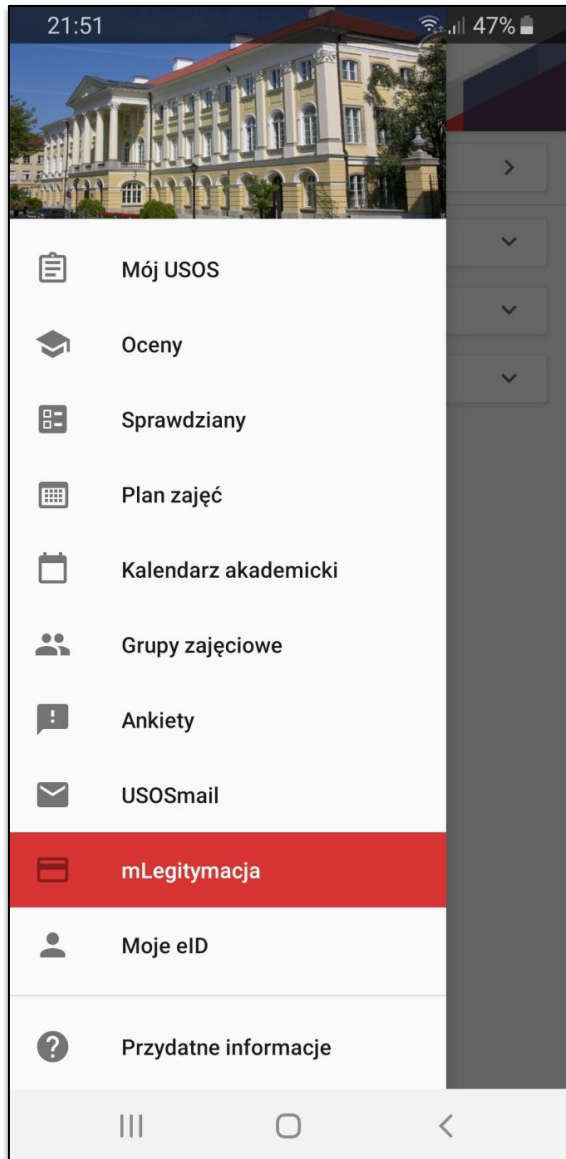 21:51 47%
Mój USOS
Oceny
Sprawdziany
Plan zajęć
Kalendarz akademicki
Grupy zajęciowe
Ankiety
USOSmail
mLegitymacja
Moje eID
Przydatne informacje